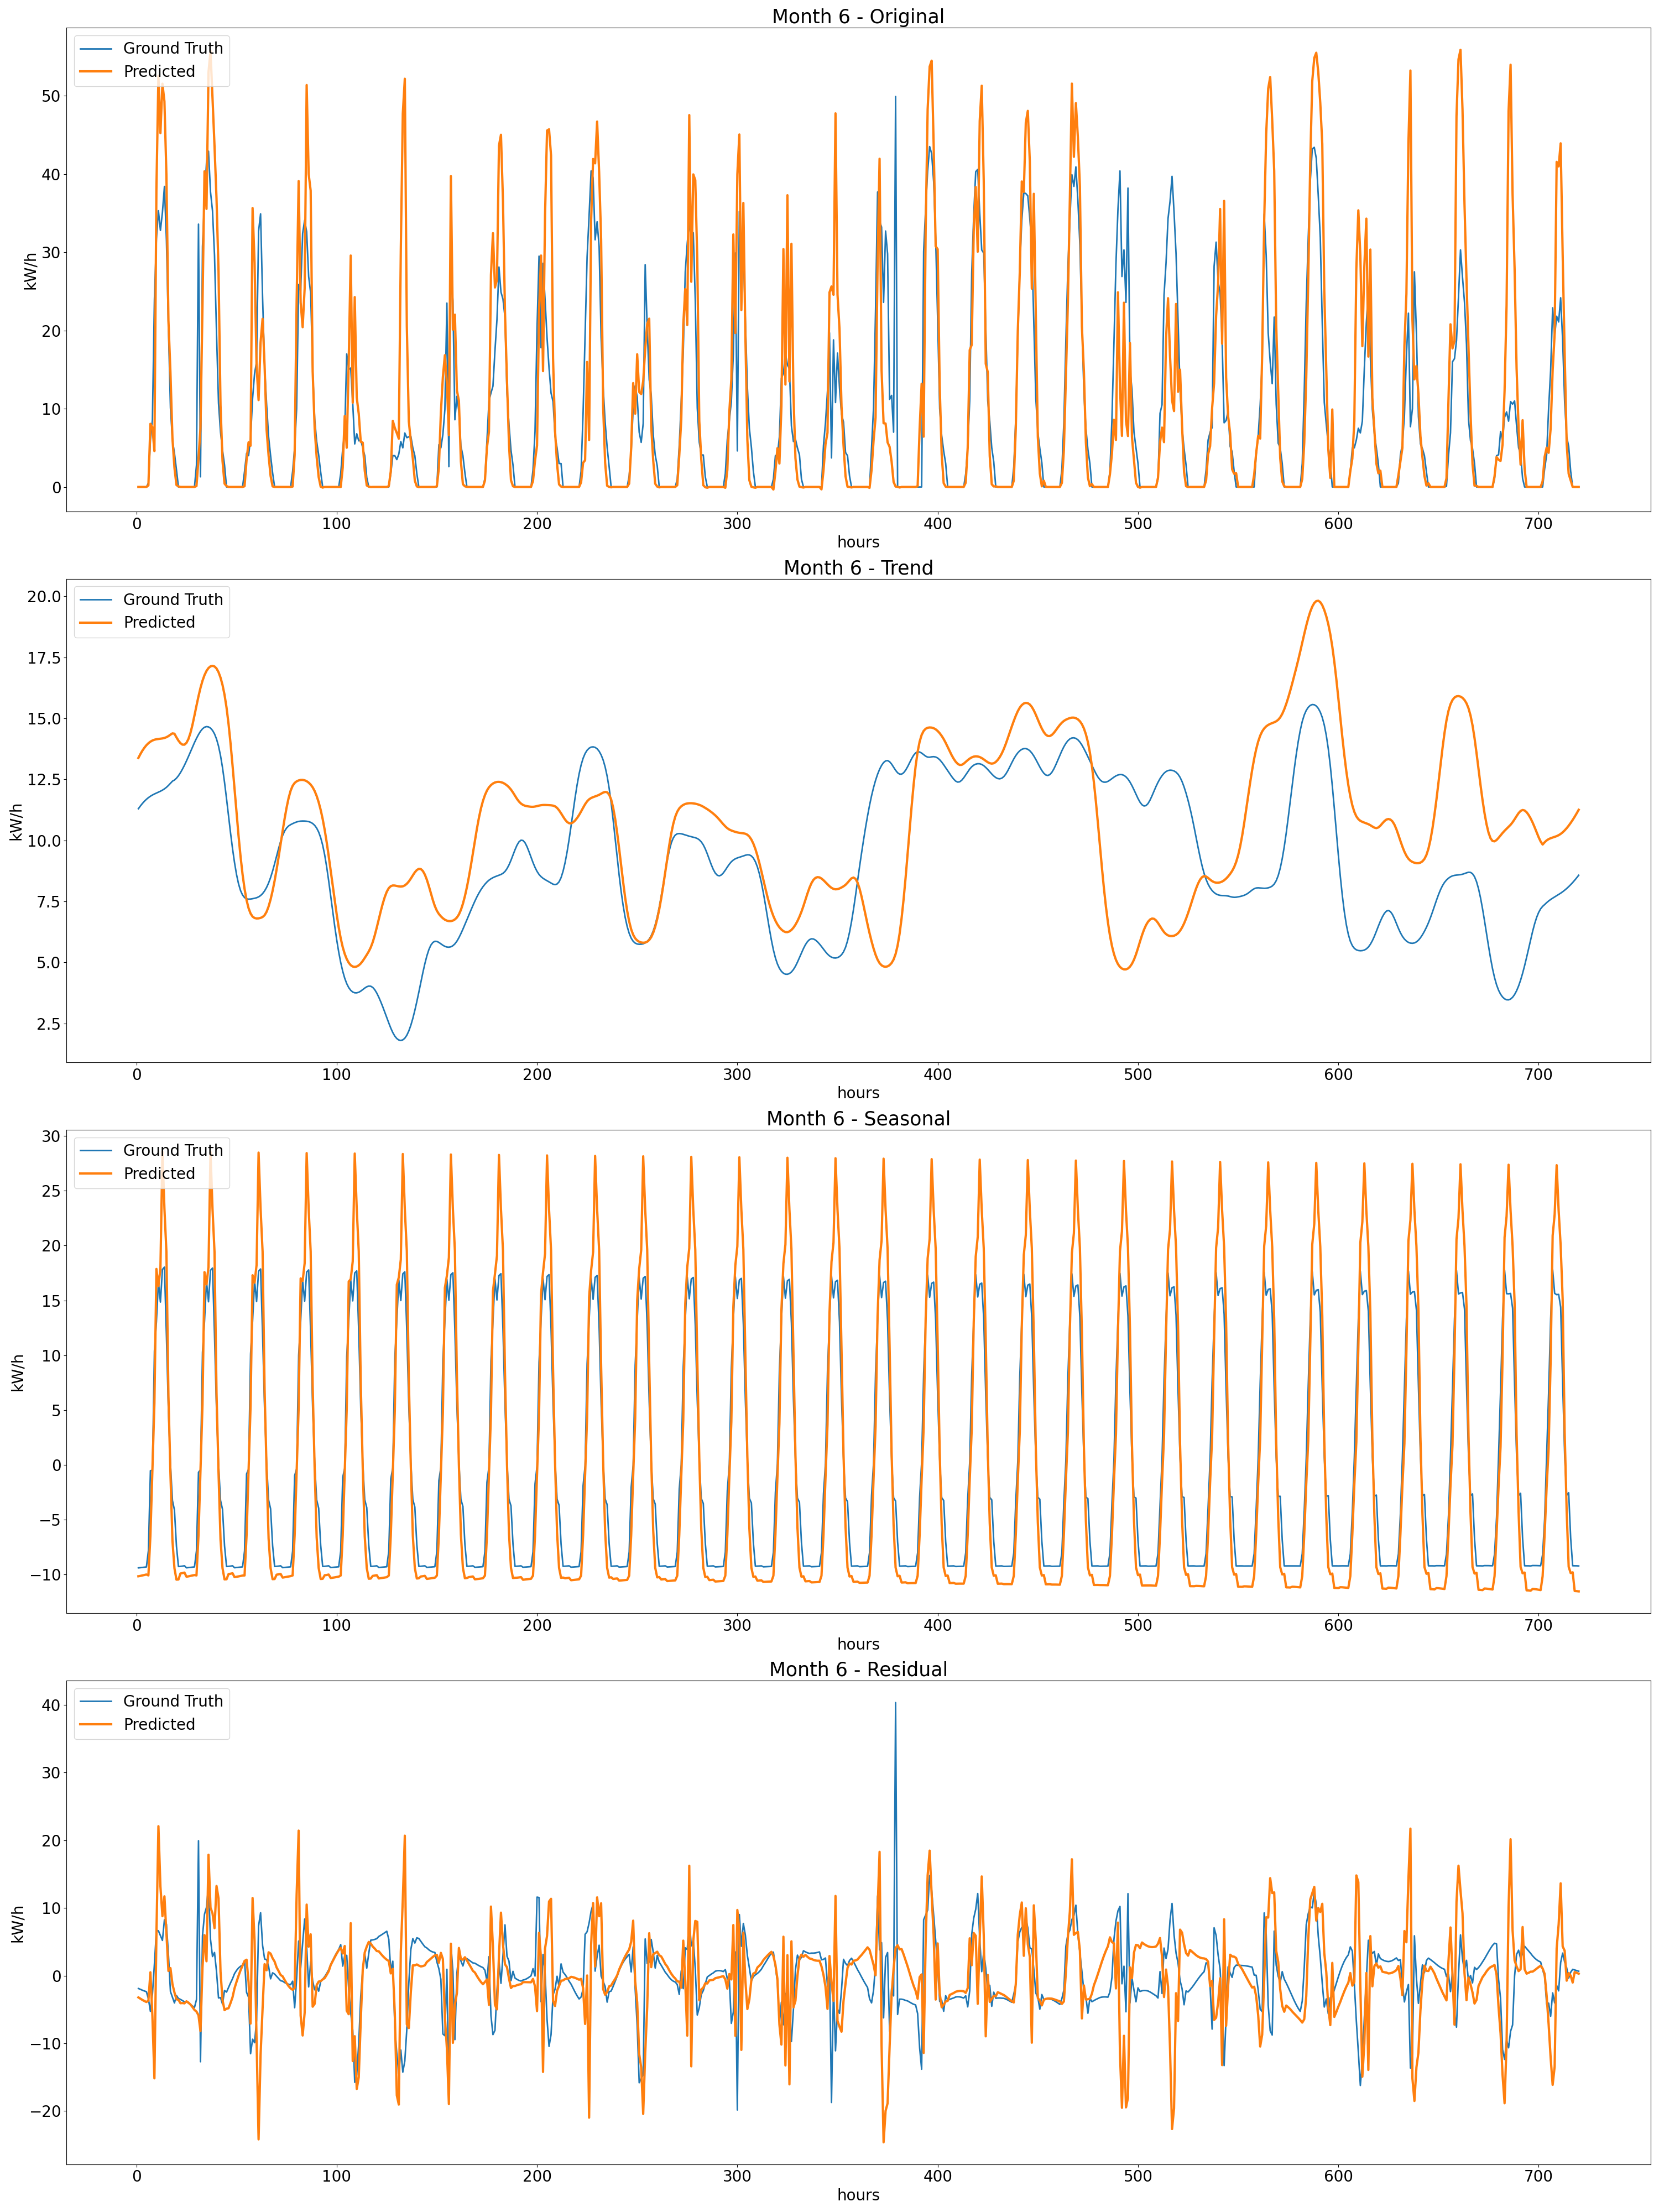 Month 6 - Original
Ground Truth
Predicted
50
40
30
20
10
0
kW/h
0 100 200 300 400 500 600 700
hours
Month 6 - Trend
Ground Truth
Predicted
20.0
17.5
15.0
12.5
10.0
7.5
5.0
2.5
kW/h
0 100 200 300 400 500 600 700
hours
Month 6 - Seasonal
Ground Truth
Predicted
30
25
20
15
10
5
0
−5
−10
kW/h
0 100 200 300 400 500 600 700
hours
Month 6 - Residual
Ground Truth
Predicted
40
30
20
10
0
−10
−20
kW/h
0 100 200 300 400 500 600 700
hours